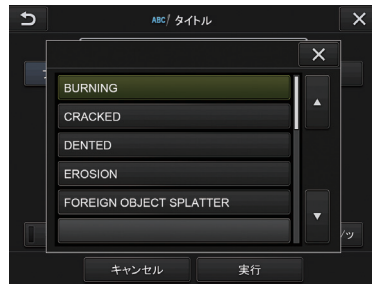 ABC/ タイトル
BURNING
CRACKED
DENTED
EROSION
FOREIGN OBJECT SPLATTER
キャンセル
実行